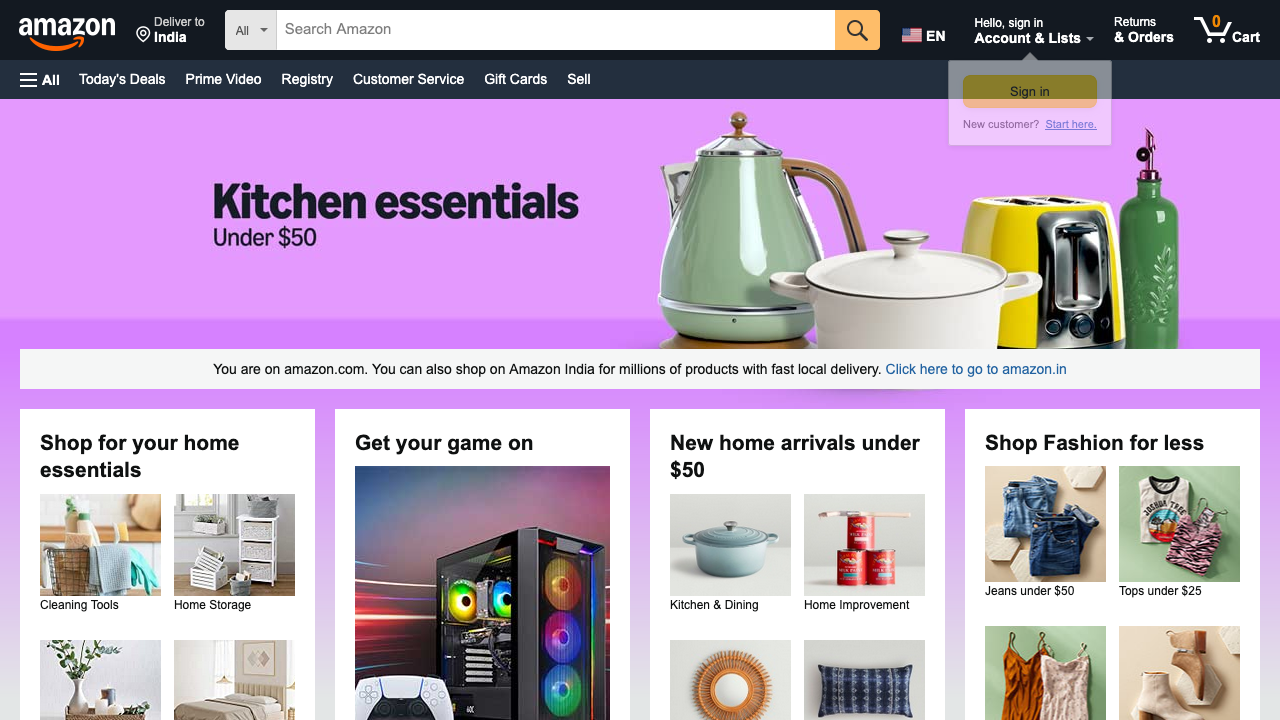 amazon
Deliver to
India
All
Search Amazon
EN
Hello, sign in
Account & Lists
Returns
& Orders
0
Cart
All
Today's Deals
Prime Video
Registry
Customer Service
Gift Cards
Sell
Sign in
New customer? Start here.
Kitchen essentials
Under $50
You are on amazon.com. You can also shop on Amazon India for millions of products with fast local delivery. Click here to go to amazon.in
Shop for your home
essentials
Cleaning Tools
Home Storage
Get your game on
New home arrivals under
$50
Kitchen & Dining
Home Improvement
Shop Fashion for less
JOSHUA TREE
Jeans under $50
Tops under $25